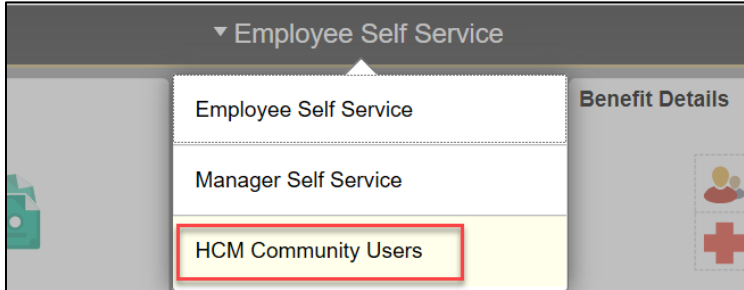 Employee Self Service
Employee Self Service
Benefit Details
Manager Self Service
HCM Community Users